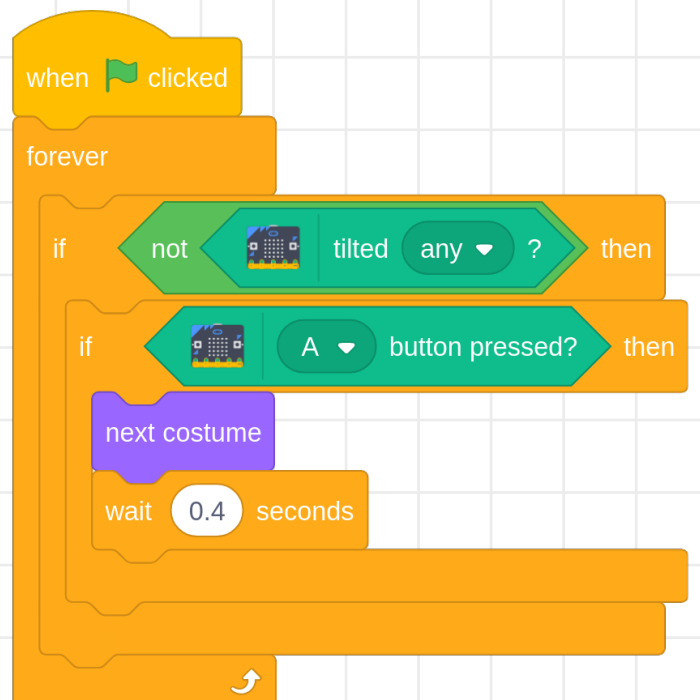 when clicked
forever
if not tilted any ? then
if A button pressed? then
next costume
wait 0.4 seconds